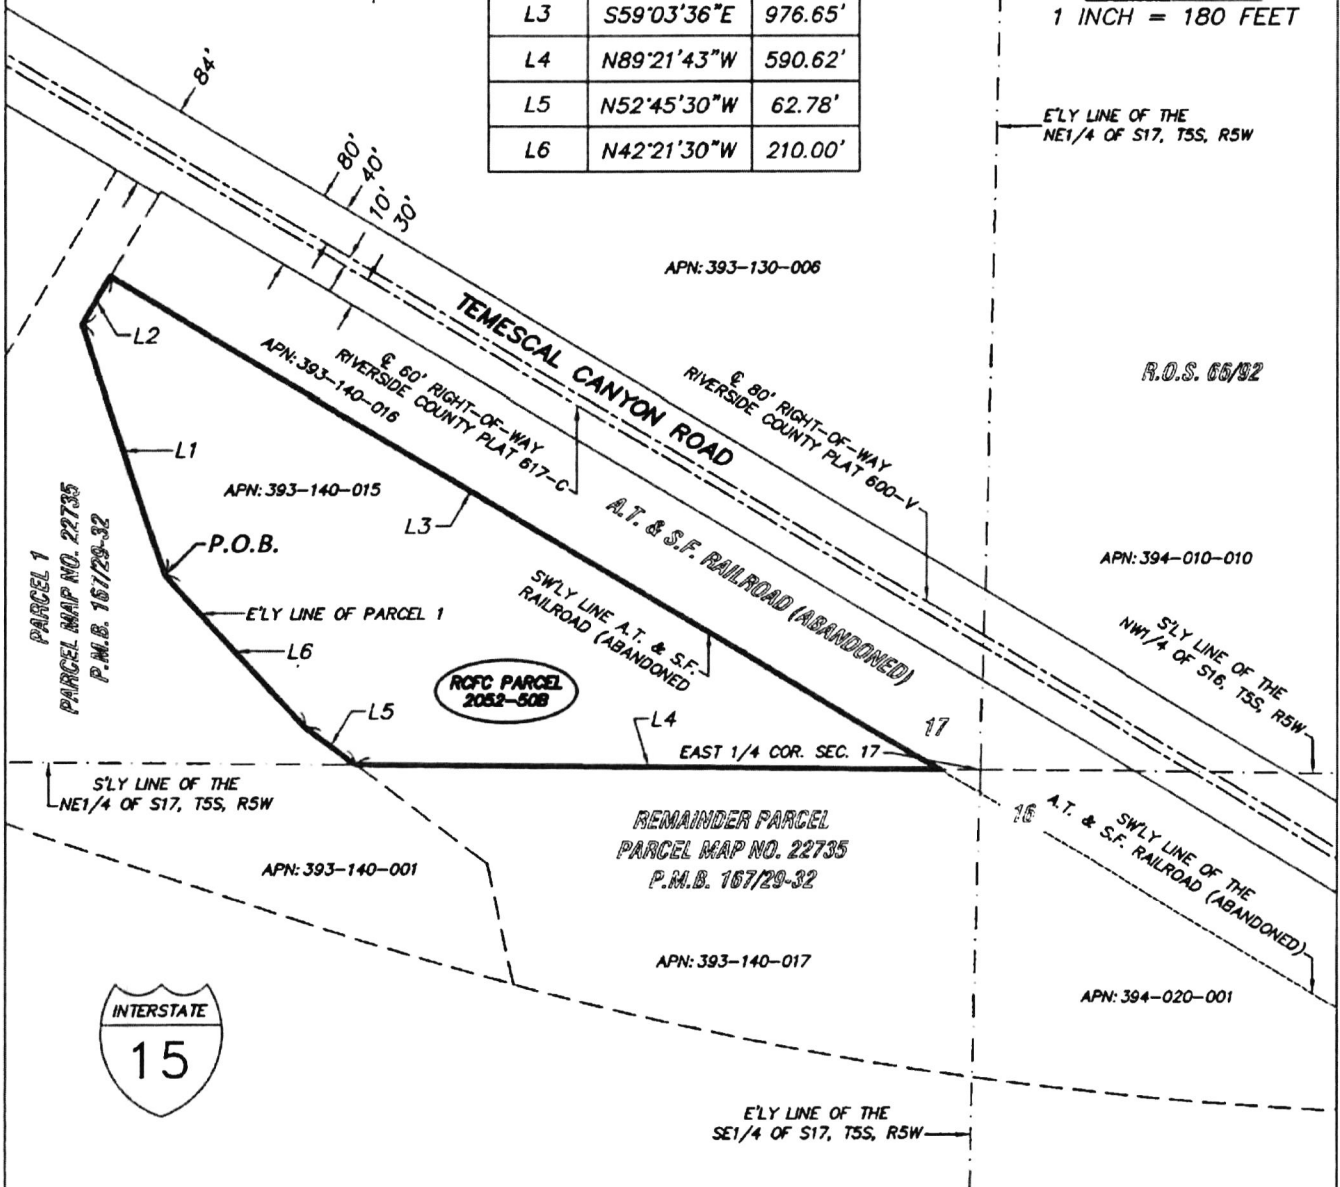 L3 S59°03'36"E 976.65'
L4 N89°21'43"W 590.62'
L5 N52°45'30"W 62.78'
L6 N42°21'30"W 210.00'
1 INCH = 180 FEET
84'
80'
40'
10'
30'
E'LY LINE OF THE
NE1/4 OF S17, T5S, R5W
APN: 393-130-006
R.O.S. 66/92
TEMESCAL CANYON ROAD
℄ 60' RIGHT-OF-WAY
RIVERSIDE COUNTY PLAT 617-C
APN: 393-140-016
℄ 80' RIGHT-OF-WAY
RIVERSIDE COUNTY PLAT 600-V
L2
L1
APN: 393-140-015
L3
P.O.B.
A.T. & S.F. RAILROAD (ABANDONED)
APN: 394-010-010
PARCEL 1
PARCEL MAP NO. 22735
P.M.B. 167/29-32
E'LY LINE OF PARCEL 1
L6
SW'LY LINE A.T. & S.F.
RAILROAD (ABANDONED
S'LY LINE OF THE
NW1/4 OF S16, T5S, R5W
RCFC PARCEL
2052-50B
L5
L4
17
EAST 1/4 COR. SEC. 17
S'LY LINE OF THE
NE1/4 OF S17, T5S, R5W
16
REMAINDER PARCEL
PARCEL MAP NO. 22735
P.M.B. 167/29-32
SW'LY LINE OF THE
A.T. & S.F. RAILROAD (ABANDONED)
APN: 393-140-001
APN: 393-140-017
APN: 394-020-001
INTERSTATE
15
E'LY LINE OF THE
SE1/4 OF S17, T5S, R5W